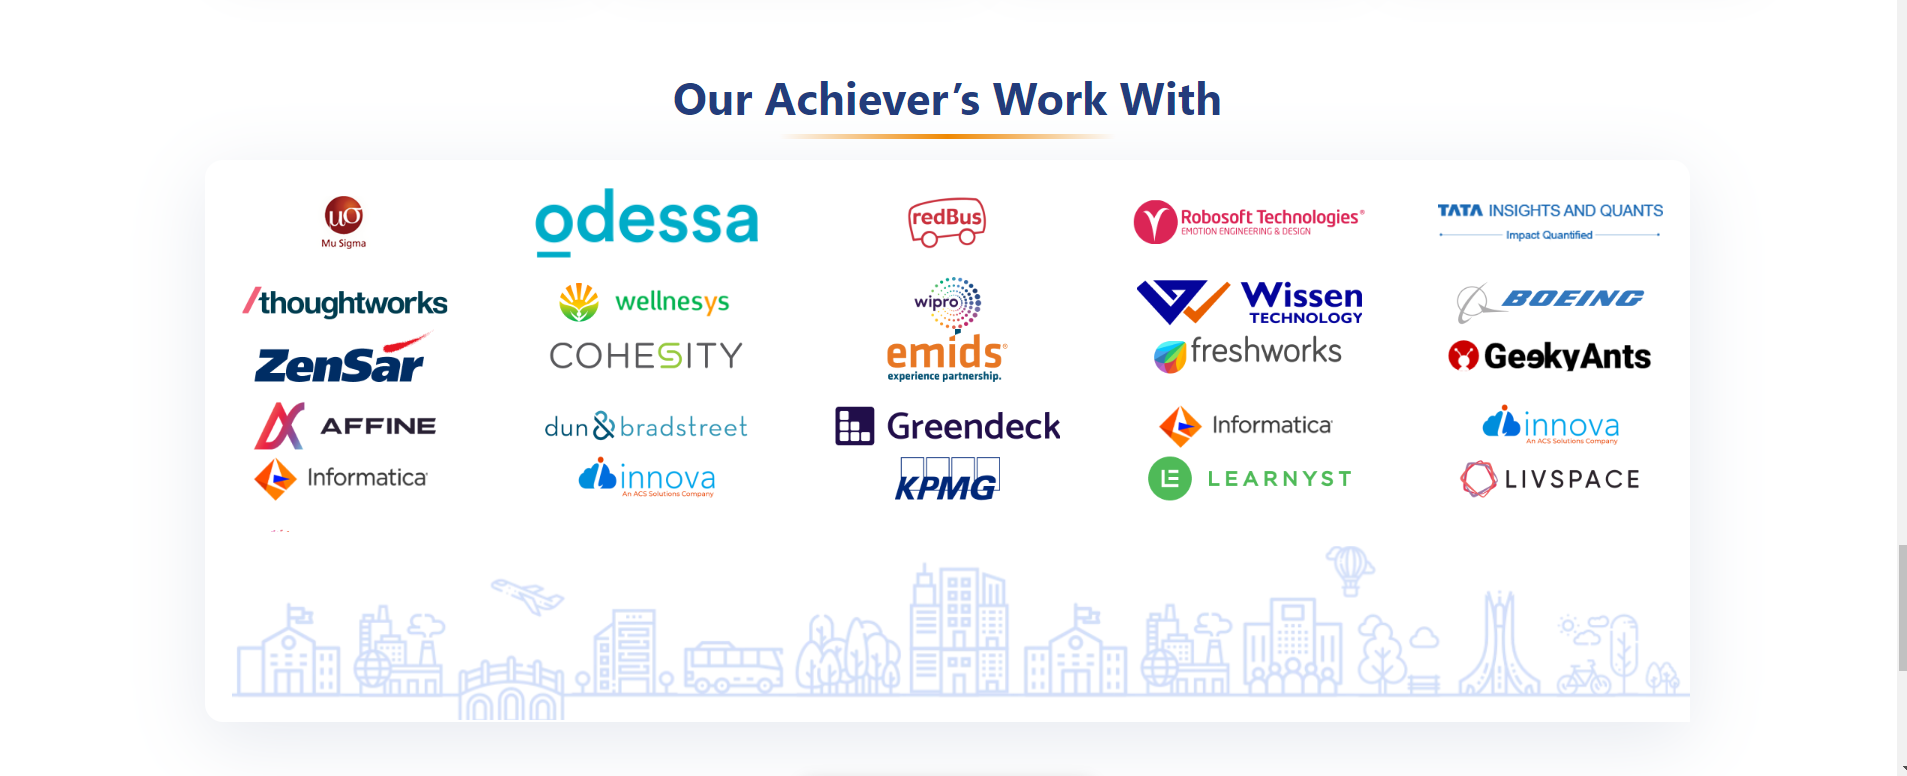 Our Achiever’s Work With
uσ
Mu Sigma
odessa
redBus
Robosoft Technologies®
EMOTION ENGINEERING & DESIGN
TATA INSIGHTS AND QUANTS
Impact Quantified
/thoughtworks
wellnesys
wipro
Wissen
TECHNOLOGY
BOEING
ZenSar
COHESITY
emids®
experience partnership.
freshworks
GeekyAnts
AFFINE
dun & bradstreet
Greendeck
Informatica
innova
An ACS Solutions Company
Informatica
innova
An ACS Solutions Company
KPMG
LE LEARNYST
LIVSPACE